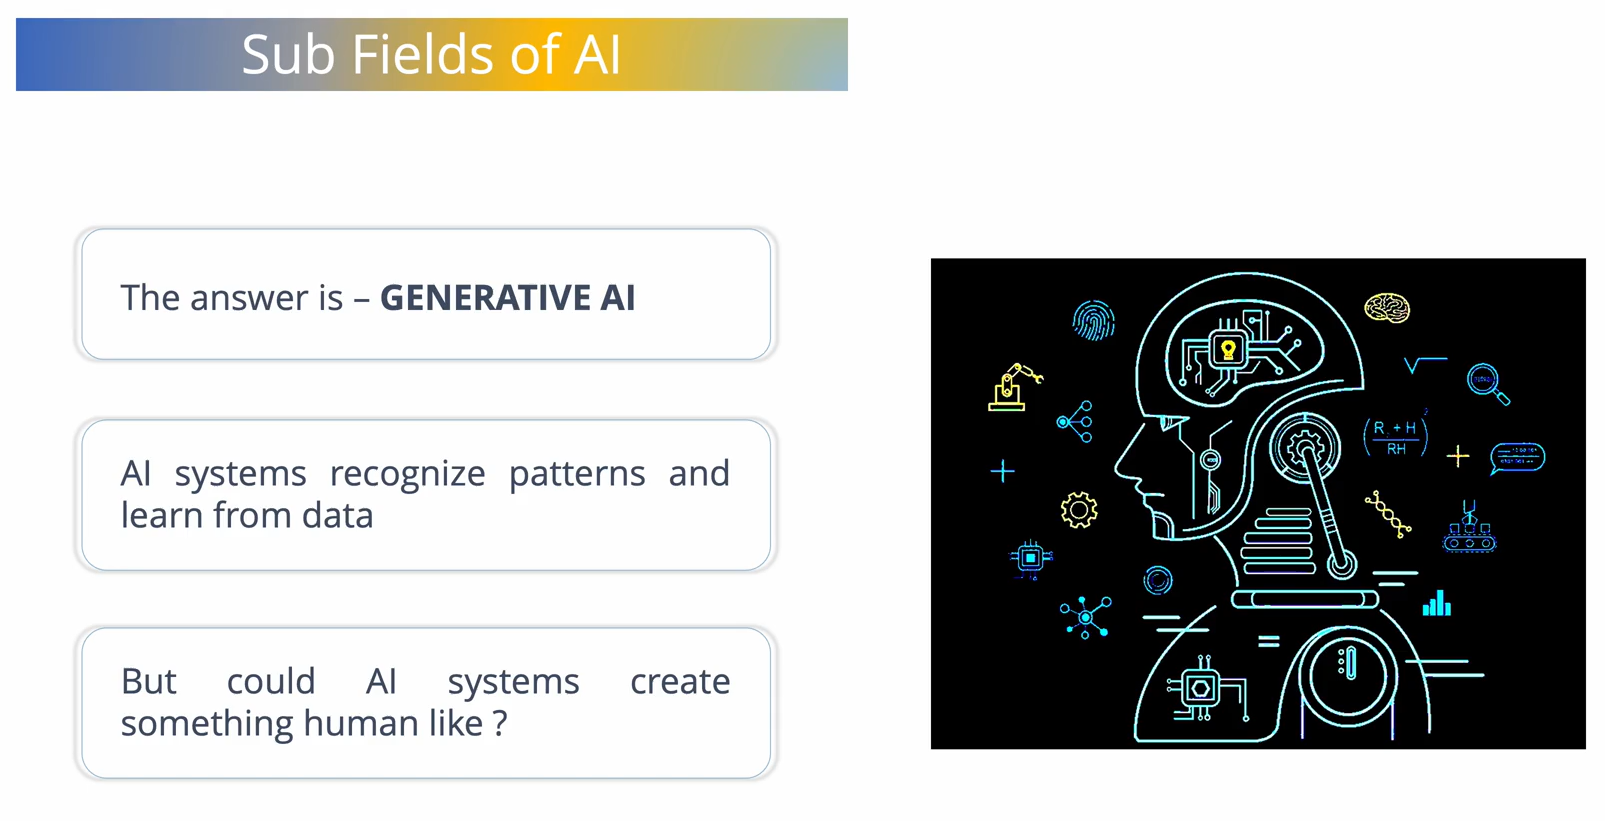 Sub Fields of AI
The answer is – GENERATIVE AI
AI systems recognize patterns and
learn from data
But could AI systems create
something human like ?
R + H
RH
2